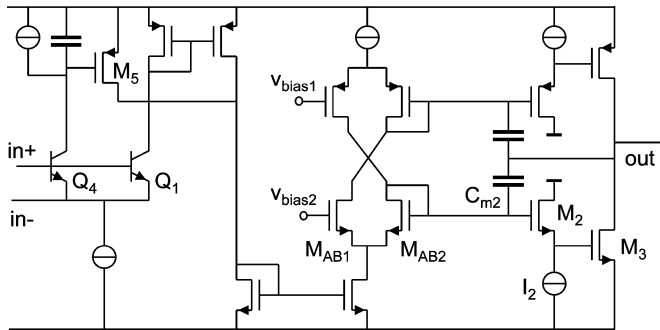 M5
vbias1
in+
Q4
Q1
out
in-
vbias2
Cm2
M2
MAB1
MAB2
M3
I2